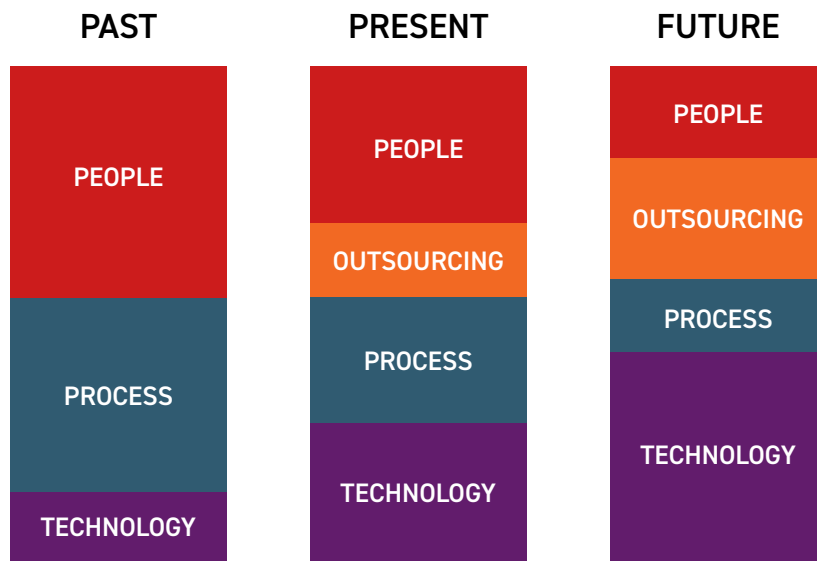 PAST
PEOPLE
PROCESS
TECHNOLOGY
PRESENT
PEOPLE
OUTSOURCING
PROCESS
TECHNOLOGY
FUTURE
PEOPLE
OUTSOURCING
PROCESS
TECHNOLOGY